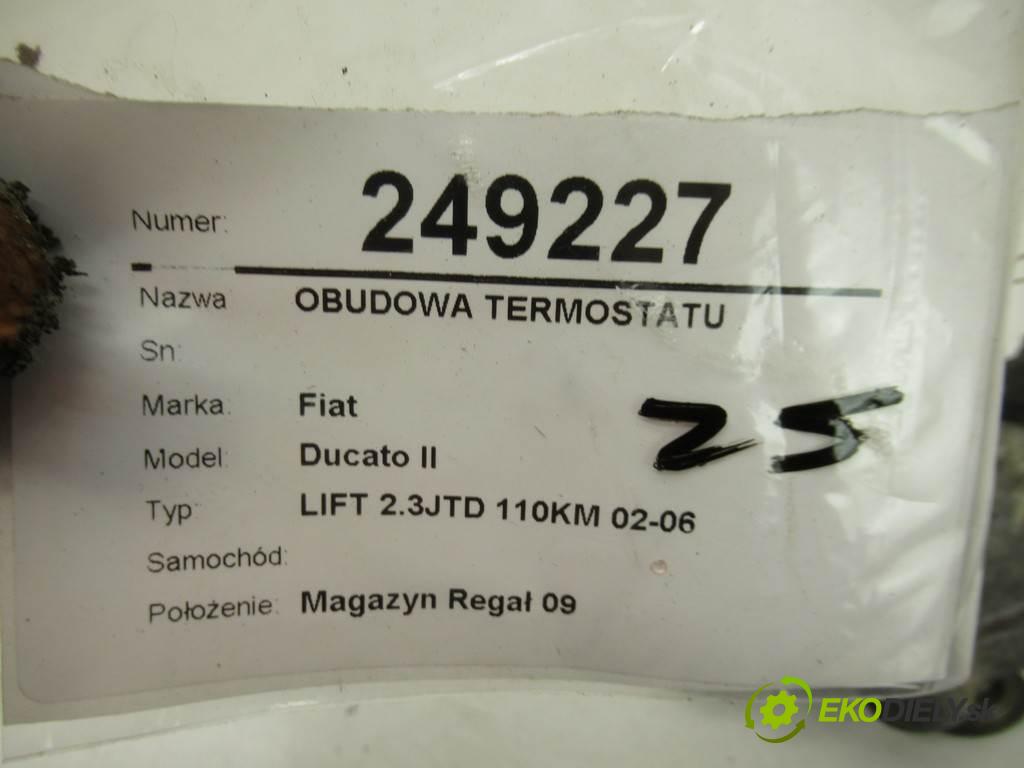 Numer: 249227
Nazwa OBUDOWA TERMOSTATU
Sn:
Marka: Fiat
25
Model: Ducato II
Typ: LIFT 2.3JTD 110KM 02-06
Samochód:
Położenie: Magazyn Regał 09
EKODIELY.sk